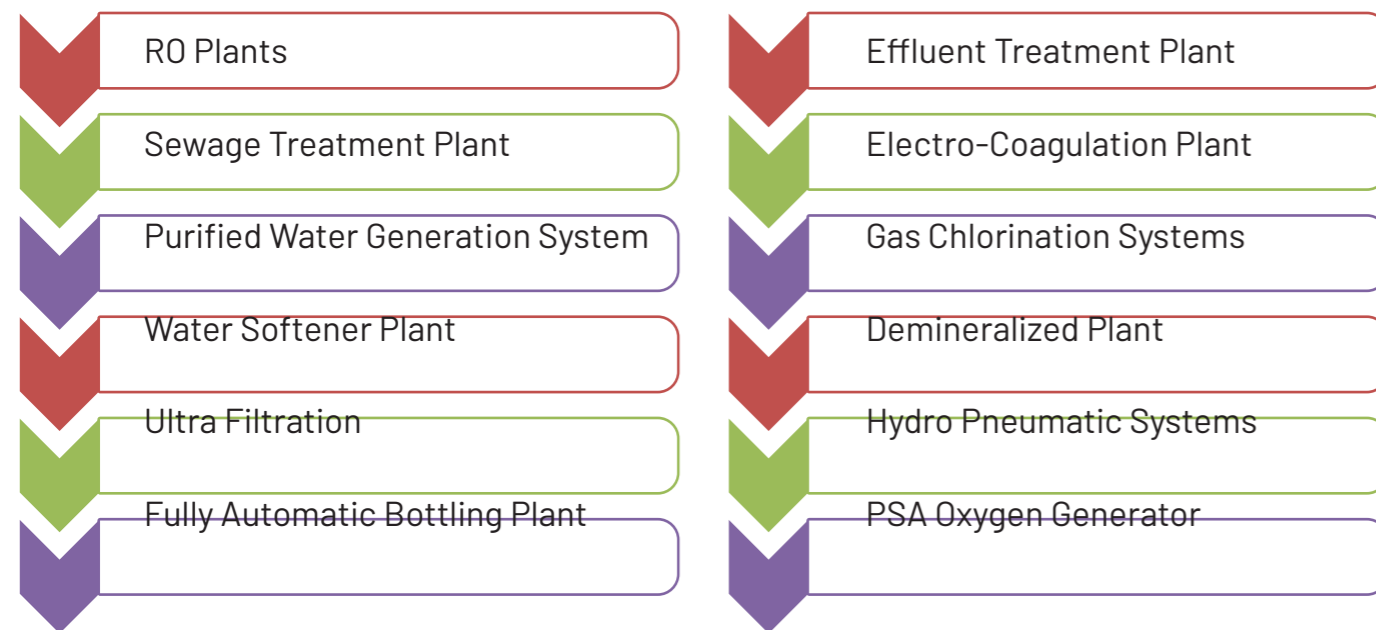 RO Plants
Sewage Treatment Plant
Purified Water Generation System
Water Softener Plant
Ultra Filtration
Fully Automatic Bottling Plant
Effluent Treatment Plant
Electro-Coagulation Plant
Gas Chlorination Systems
Demineralized Plant
Hydro Pneumatic Systems
PSA Oxygen Generator